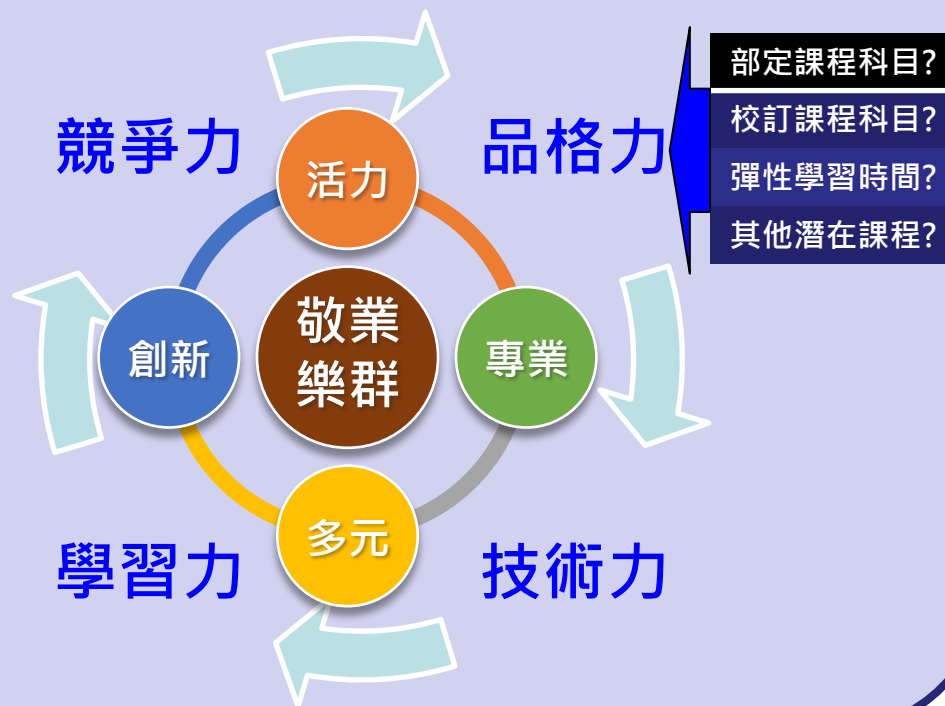 競爭力
品格力
部定課程科目?
校訂課程科目?
彈性學習時間?
其他潛在課程?
活力
創新
敬業
樂群
專業
多元
學習力
技術力